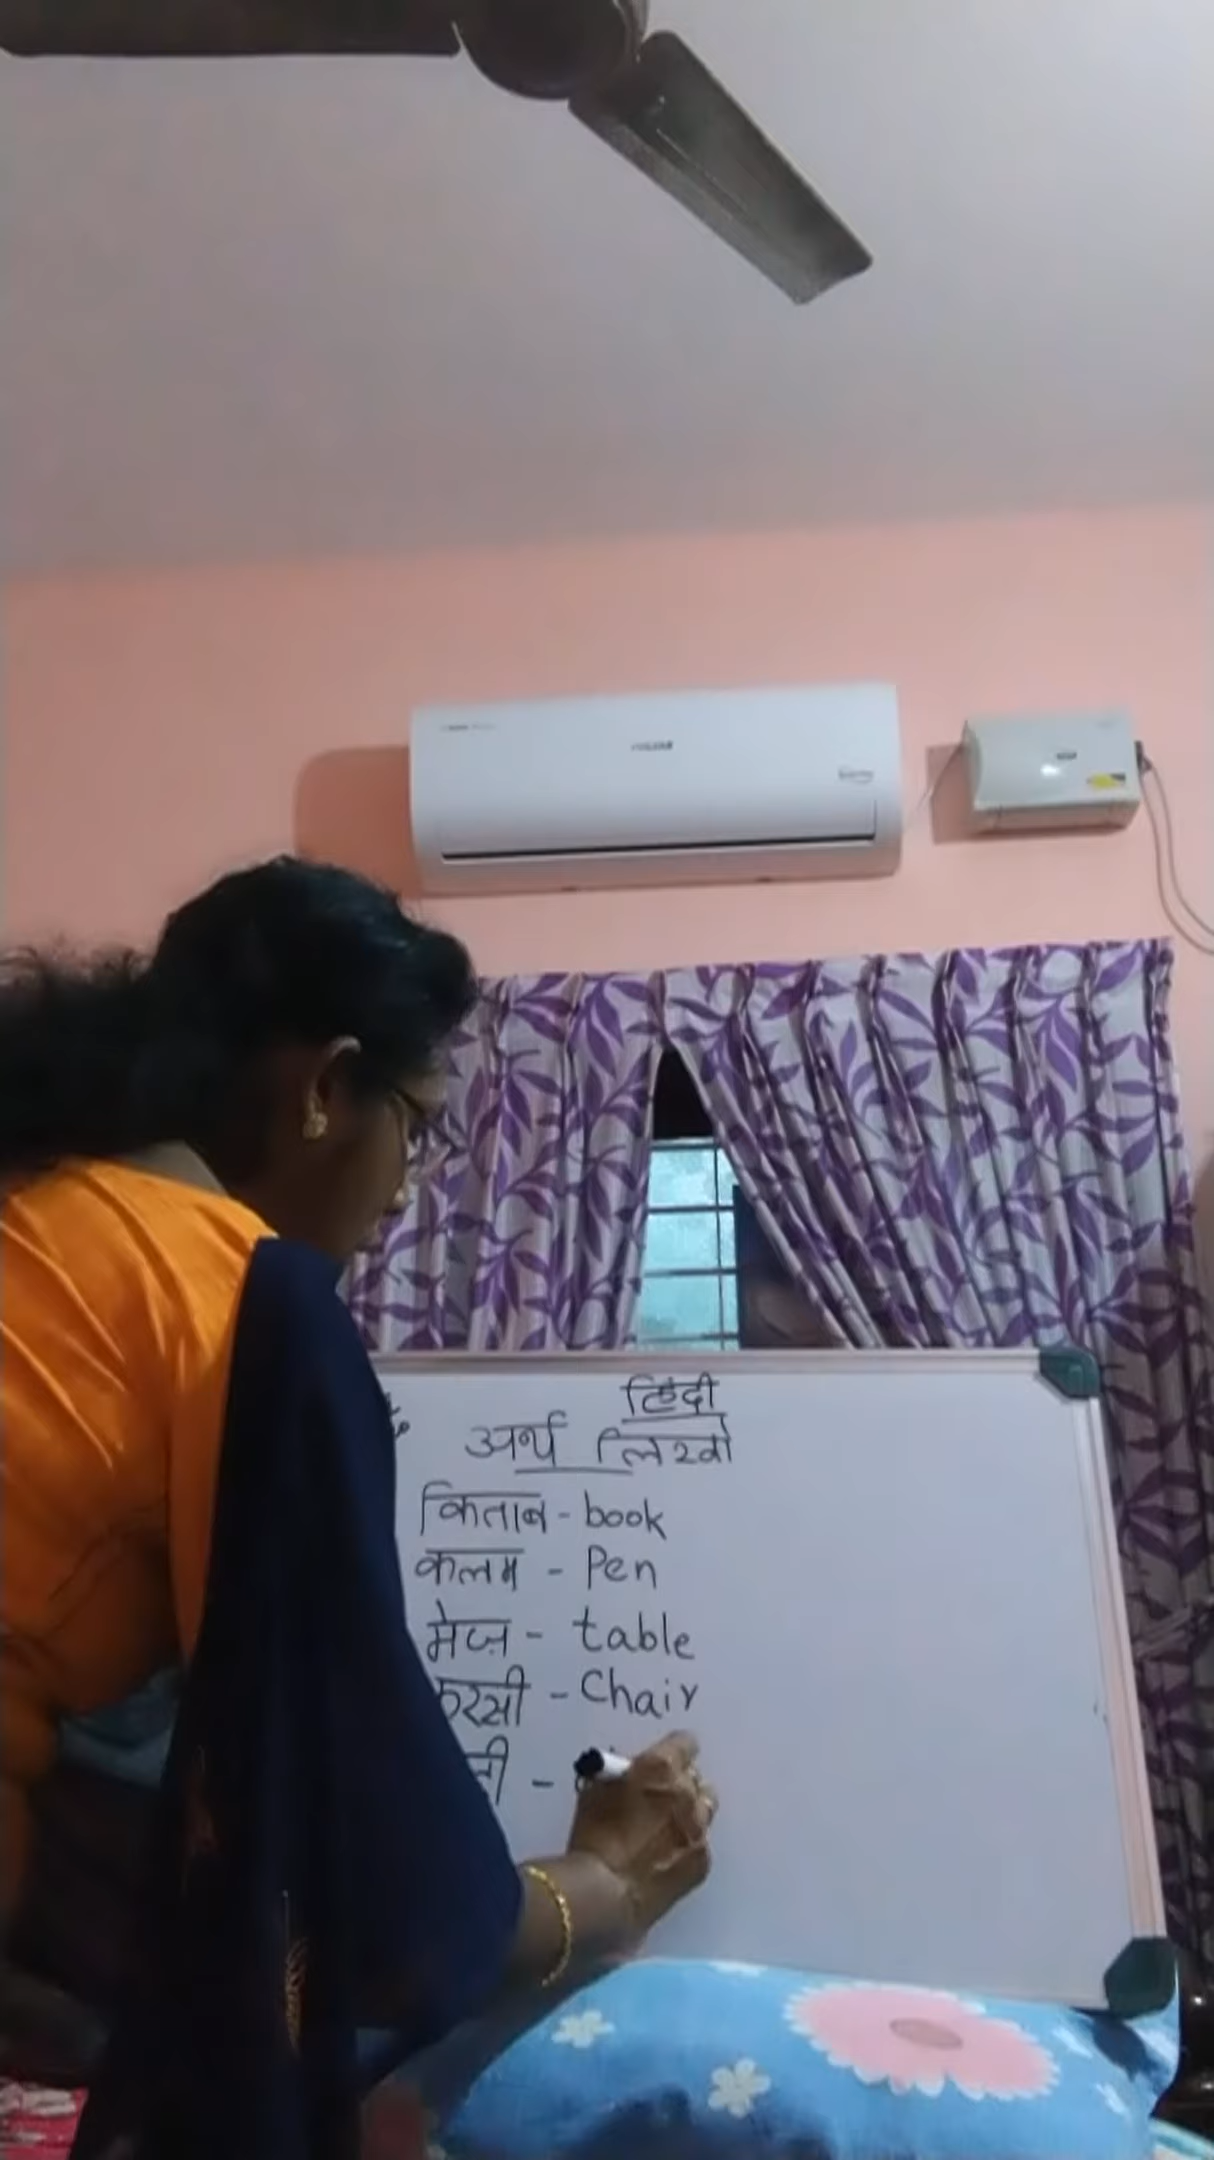 हिंदी
अर्थ लिखो
किताब - book
कलम - Pen
मेज़ - table
कुरसी - Chair
-